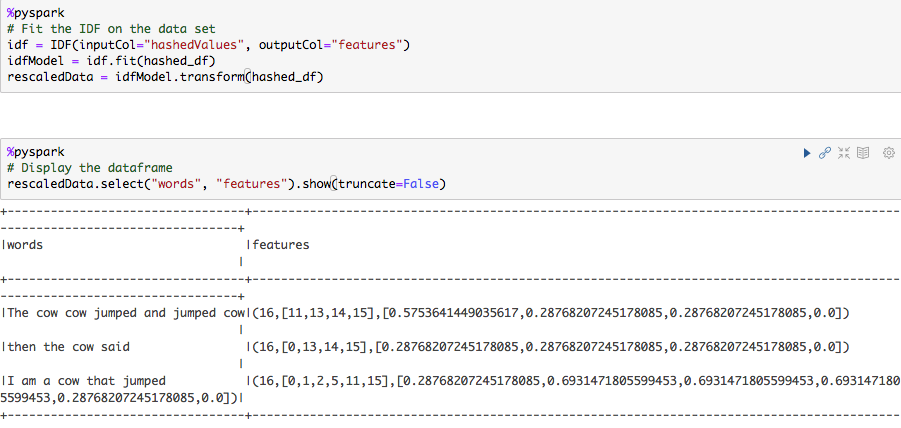 %pyspark
# Fit the IDF on the data set
idf = IDF(inputCol="hashedValues", outputCol="features")
idfModel = idf.fit(hashed_df)
rescaledData = idfModel.transform(hashed_df)
%pyspark
# Display the dataframe
rescaledData.select("words", "features").show(truncate=False)
+---------------------------------+------------------------------------------------------------------------------------------
---------------------------------+
|words                            |features
                                 |
+---------------------------------+------------------------------------------------------------------------------------------
---------------------------------+
|The cow cow jumped and jumped cow|(16,[11,13,14,15],[0.5753641449035617,0.28768207245178085,0.28768207245178085,0.0])
                                 |
|then the cow said                |(16,[0,13,14,15],[0.28768207245178085,0.28768207245178085,0.28768207245178085,0.0])
                                 |
|I am a cow that jumped           |(16,[0,1,2,5,11,15],[0.28768207245178085,0.6931471805599453,0.6931471805599453,0.693147180
5599453,0.28768207245178085,0.0])|
+---------------------------------+------------------------------------------------------------------------------------------